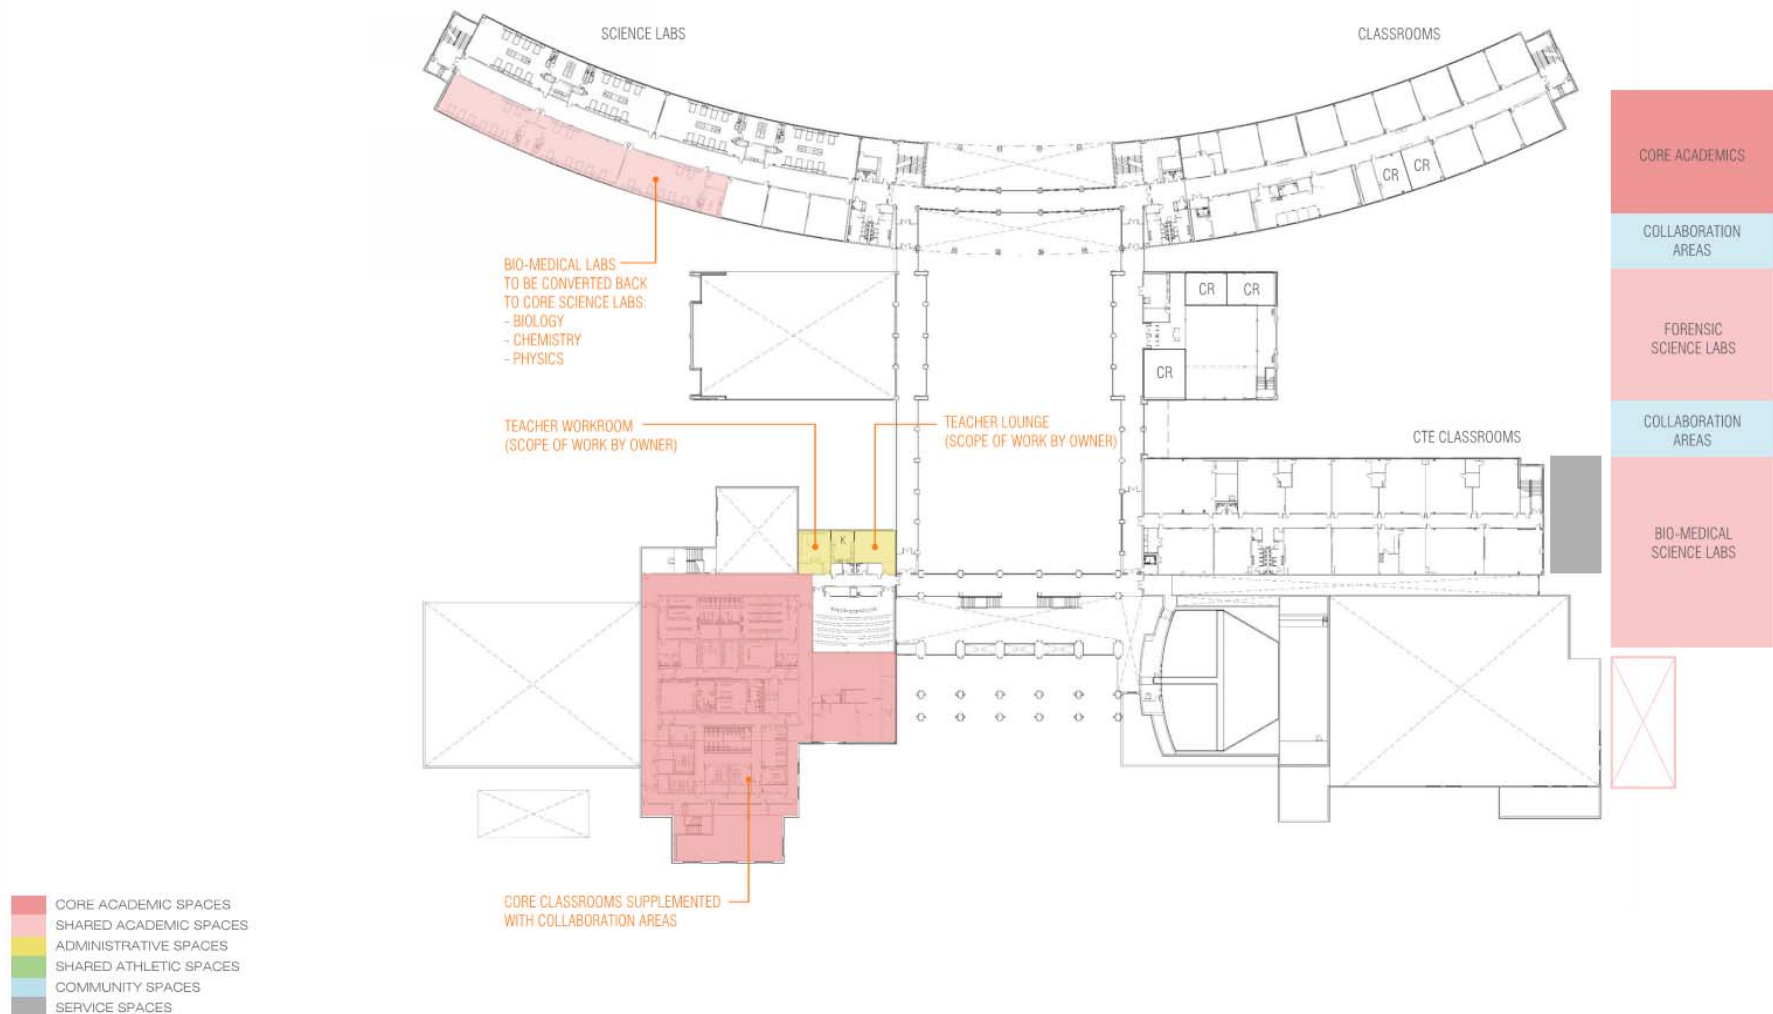 SCIENCE LABS
CLASSROOMS
CR
CR
CORE ACADEMICS
COLLABORATION
AREAS
BIO-MEDICAL LABS
TO BE CONVERTED BACK
TO CORE SCIENCE LABS:
- BIOLOGY
- CHEMISTRY
- PHYSICS
CR
CR
CR
FORENSIC
SCIENCE LABS
TEACHER WORKROOM
(SCOPE OF WORK BY OWNER)
TEACHER LOUNGE
(SCOPE OF WORK BY OWNER)
CTE CLASSROOMS
COLLABORATION
AREAS
K
BIO-MEDICAL
SCIENCE LABS
CORE CLASSROOMS SUPPLEMENTED
WITH COLLABORATION AREAS
CORE ACADEMIC SPACES
SHARED ACADEMIC SPACES
ADMINISTRATIVE SPACES
SHARED ATHLETIC SPACES
COMMUNITY SPACES
SERVICE SPACES